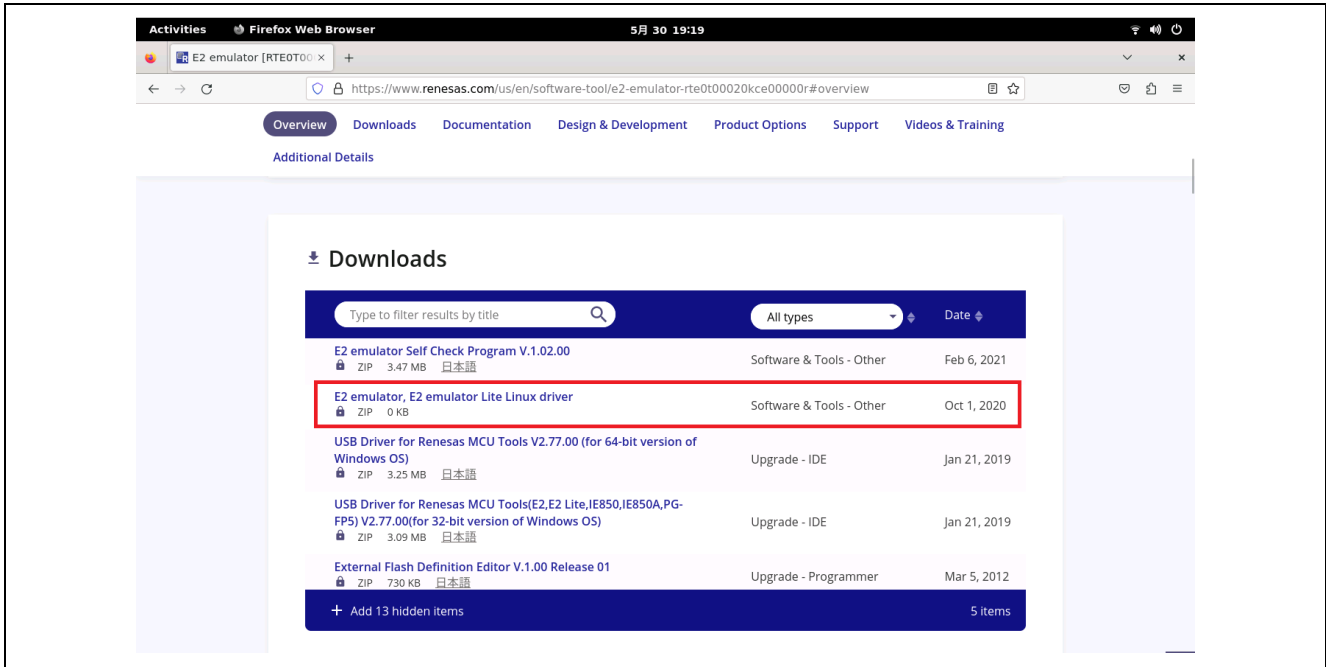 Activities Firefox Web Browser 5月 30 19:19
E2 emulator [RTE0T00 × + ×
https://www.renesas.com/us/en/software-tool/e2-emulator-rte0t00020kce00000r#overview
Overview Downloads Documentation Design & Development Product Options Support Videos & Training
Additional Details
Downloads
Type to filter results by title All types Date
E2 emulator Self Check Program V.1.02.00
ZIP 3.47 MB 日本語
Software & Tools - Other Feb 6, 2021
E2 emulator, E2 emulator Lite Linux driver
ZIP 0 KB
Software & Tools - Other Oct 1, 2020
USB Driver for Renesas MCU Tools V2.77.00 (for 64-bit version of
Windows OS)
ZIP 3.25 MB 日本語
Upgrade - IDE Jan 21, 2019
USB Driver for Renesas MCU Tools(E2,E2 Lite,IE850,IE850A,PG-
FP5) V2.77.00(for 32-bit version of Windows OS)
ZIP 3.09 MB 日本語
Upgrade - IDE Jan 21, 2019
External Flash Definition Editor V.1.00 Release 01
ZIP 730 KB 日本語
Upgrade - Programmer Mar 5, 2012
+ Add 13 hidden items 5 items